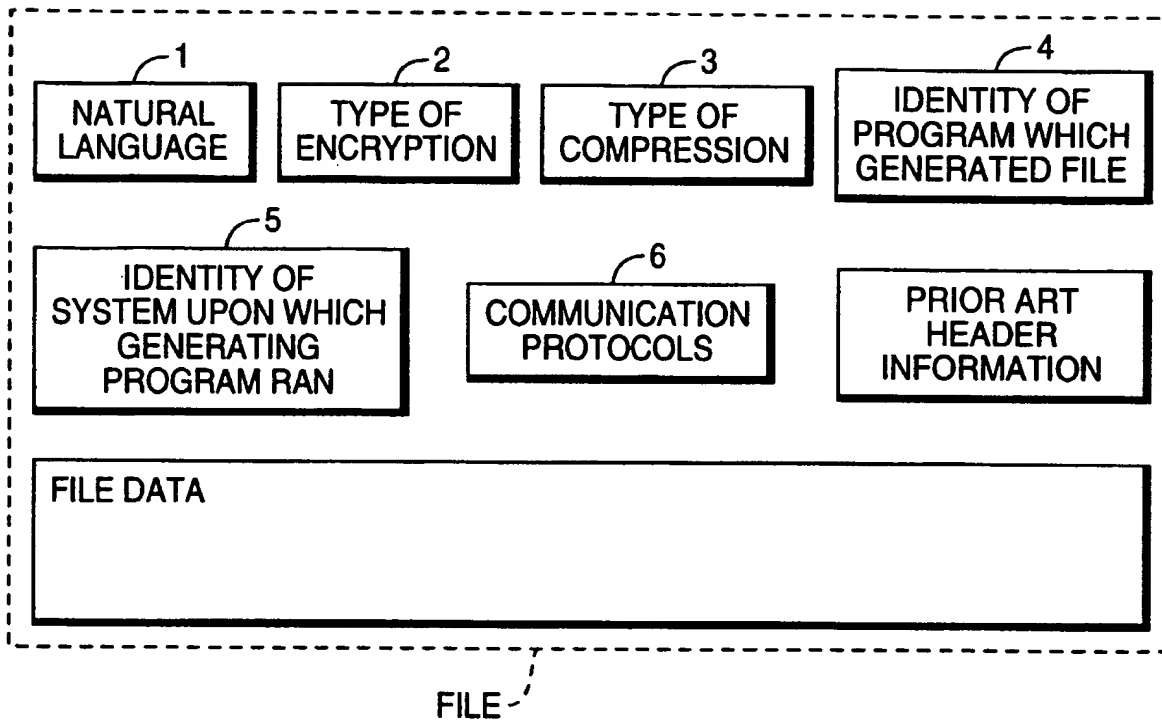 1
NATURAL
LANGUAGE
2
TYPE OF
ENCRYPTION
3
TYPE OF
COMPRESSION
4
IDENTITY OF
PROGRAM WHICH
GENERATED FILE
5
IDENTITY OF
SYSTEM UPON WHICH
GENERATING
PROGRAM RAN
6
COMMUNICATION
PROTOCOLS
PRIOR ART
HEADER
INFORMATION
FILE DATA
FILE